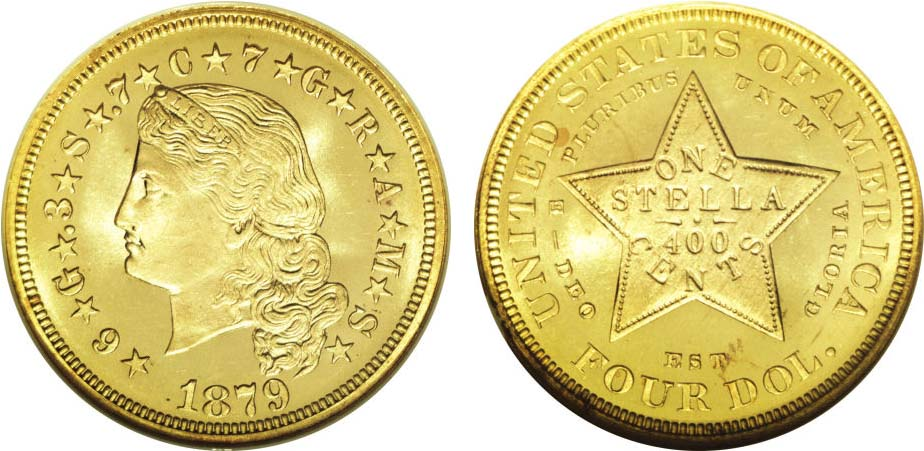 ★6★G★.3★S★.7★C★7★G★R★A★M★S★
1879
UNITED STATES OF AMERICA
E PLURIBUS UNUM
ONE
STELLA
400
CENTS
DEO EST GLORIA
FOUR DOL.